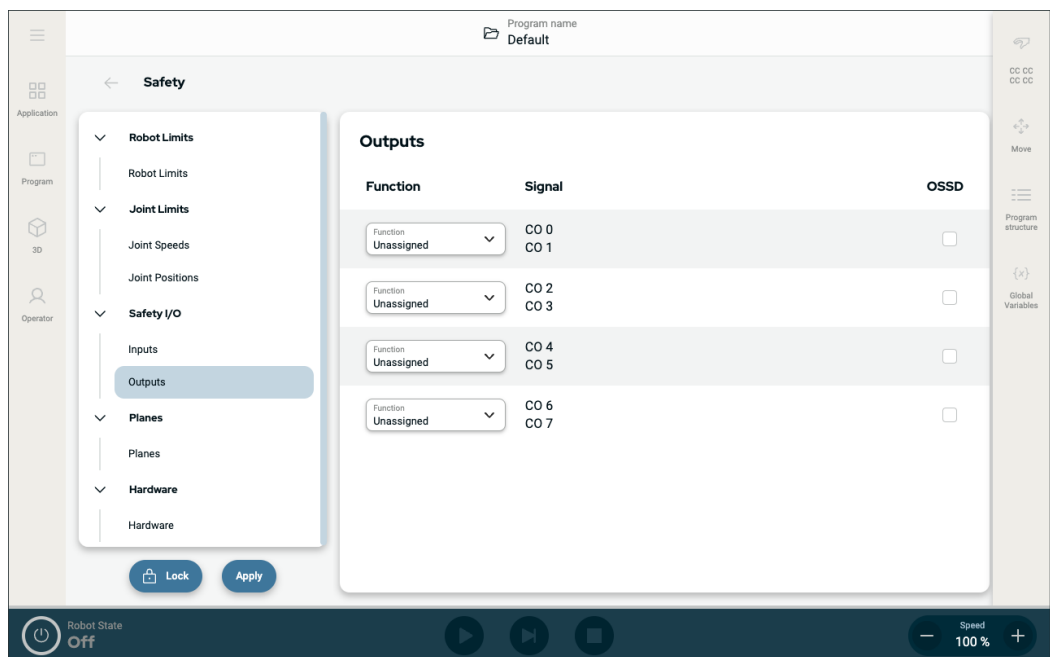 Program name
Default
Safety
Application
Program
3D
Operator
Robot Limits
Robot Limits
Joint Limits
Joint Speeds
Joint Positions
Safety I/O
Inputs
Outputs
Planes
Planes
Hardware
Hardware
Lock
Apply
Outputs
Function Signal OSSD
Function
Unassigned
CO 0
CO 1
Function
Unassigned
CO 2
CO 3
Function
Unassigned
CO 4
CO 5
Function
Unassigned
CO 6
CO 7
CC CC
CC CC
Move
Program
structure
{x}
Global
Variables
Robot State
Off
Speed
100 %